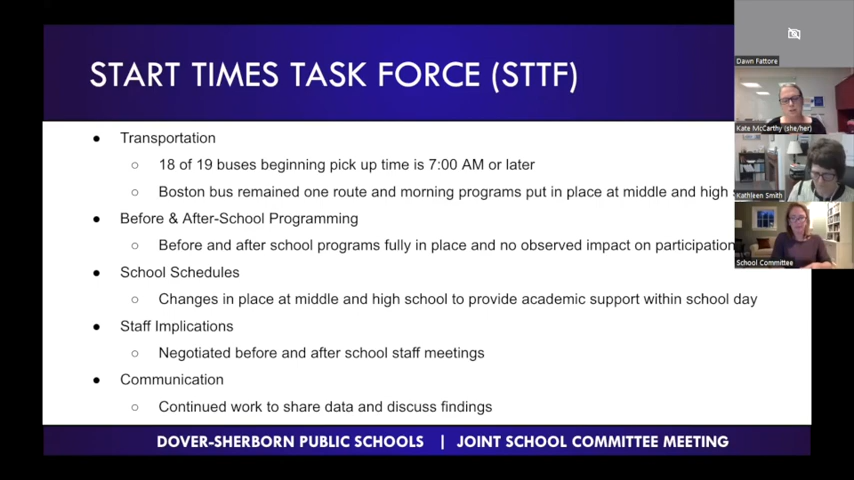 START TIMES TASK FORCE (STTF)
● Transportation
○ 18 of 19 buses beginning pick up time is 7:00 AM or later
○ Boston bus remained one route and morning programs put in place at middle and high
● Before & After-School Programming
○ Before and after school programs fully in place and no observed impact on participation
● School Schedules
○ Changes in place at middle and high school to provide academic support within school day
● Staff Implications
○ Negotiated before and after school staff meetings
● Communication
○ Continued work to share data and discuss findings
DOVER-SHERBORN PUBLIC SCHOOLS | JOINT SCHOOL COMMITTEE MEETING
Dawn Fattore
Kate McCarthy (she/her)
Kathleen Smith
School Committee